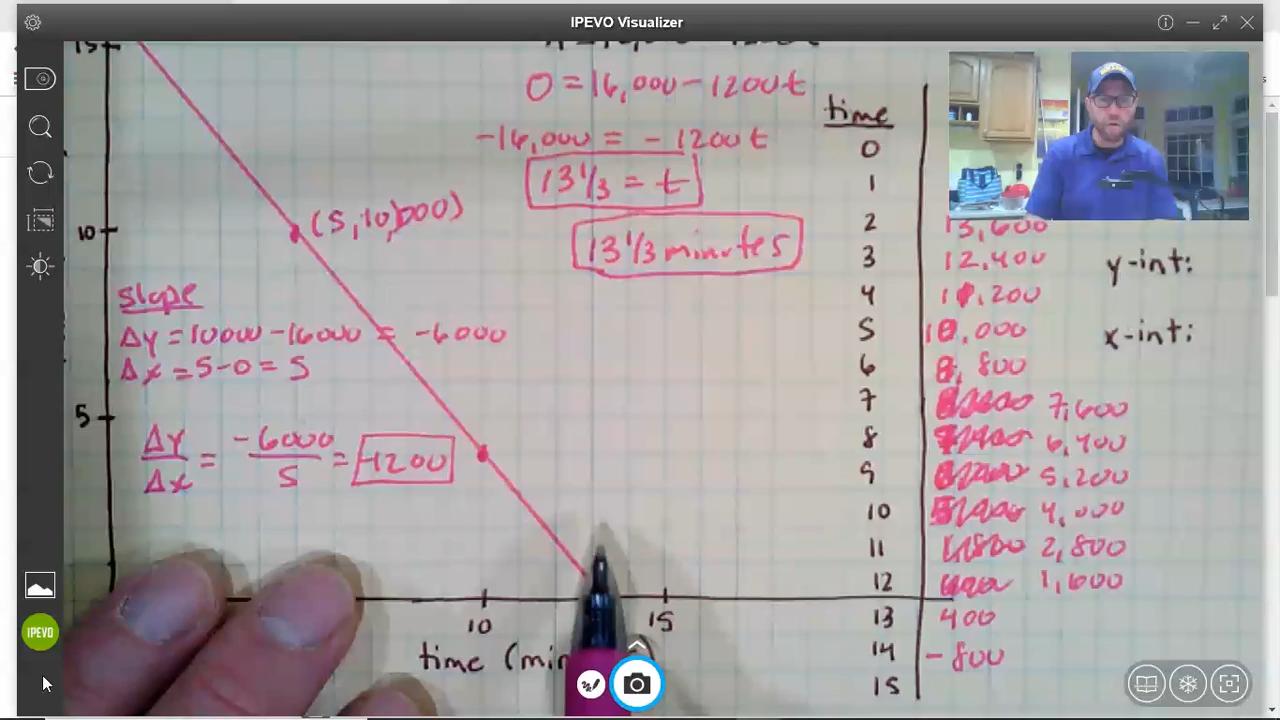 IPEVO Visualizer
15
0 = 16,000 - 1200t
-16,000 = -1200t
13 1/3 = t
13 1/3 minutes
(5, 10,000)
10
slope
Δy = 10000 - 16000 = -6000
Δx = 5 - 0 = 5
5
Δy/Δx = -6000/5 = -1200
10
15
time
time
0
1
2 13,600
3 12,400
4 11,200
5 10,000
6 8,800
7 7,600
8 6,400
9 5,200
10 4,000
11 2,800
12 1,600
13 400
14 -800
15
y-int:
x-int:
IPEVO